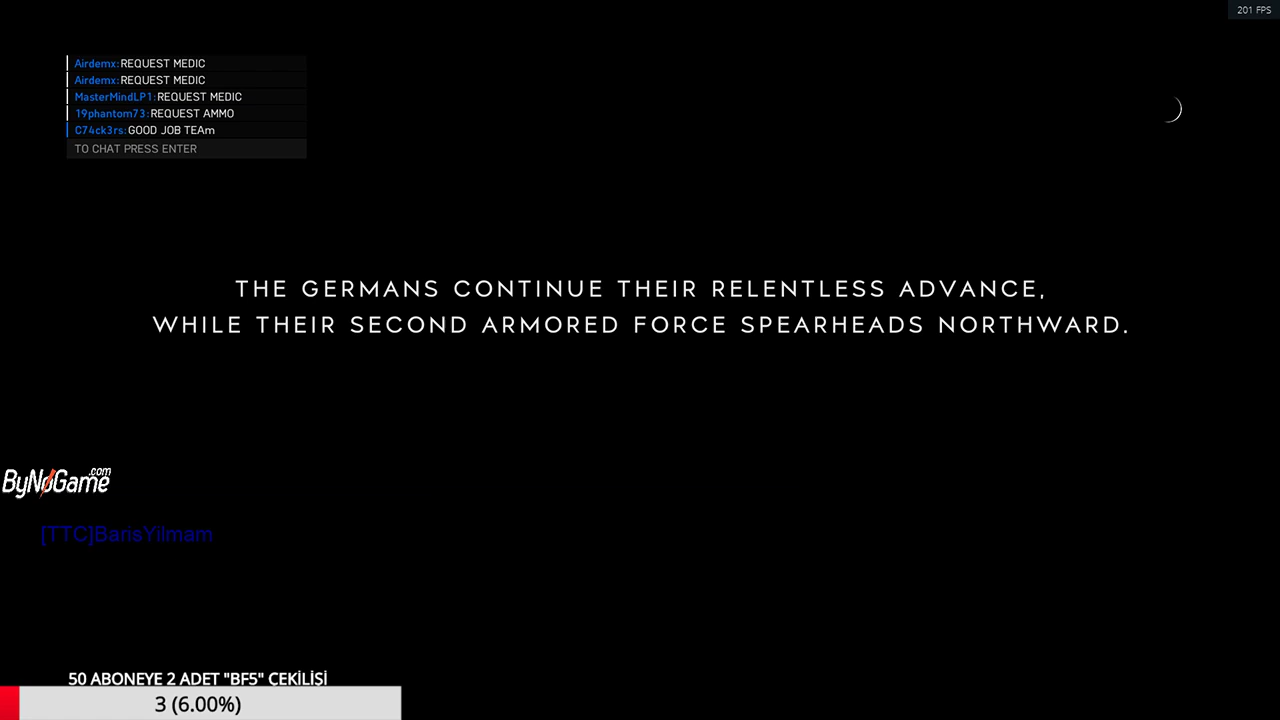 201 FPS
Airdemx: REQUEST MEDIC
Airdemx: REQUEST MEDIC
MasterMindLP1: REQUEST MEDIC
19phantom73: REQUEST AMMO
C74ck3rs: GOOD JOB TEAm
TO CHAT PRESS ENTER
THE GERMANS CONTINUE THEIR RELENTLESS ADVANCE,
WHILE THEIR SECOND ARMORED FORCE SPEARHEADS NORTHWARD.
ByNoGame.com
[TTC]BarisYilmam
50 ABONEYE 2 ADET "BF5" ÇEKİLİŞİ
3 (6.00%)